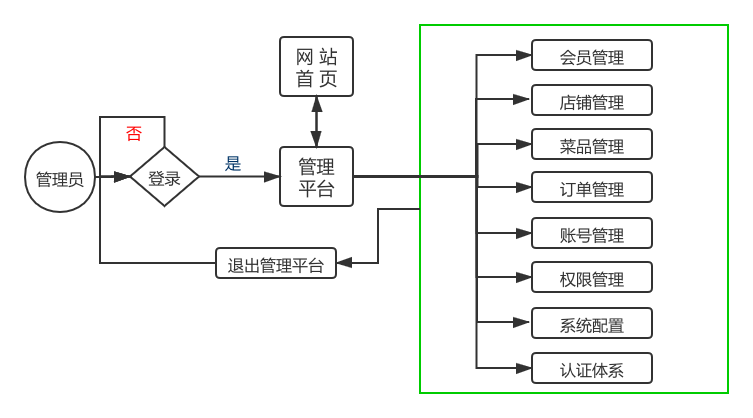 管理员
否
登录
是
网 站
首 页
管理
平台
退出管理平台
会员管理
店铺管理
菜品管理
订单管理
账号管理
权限管理
系统配置
认证体系